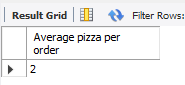 Result Grid Filter Rows:
Average pizza per
order
2